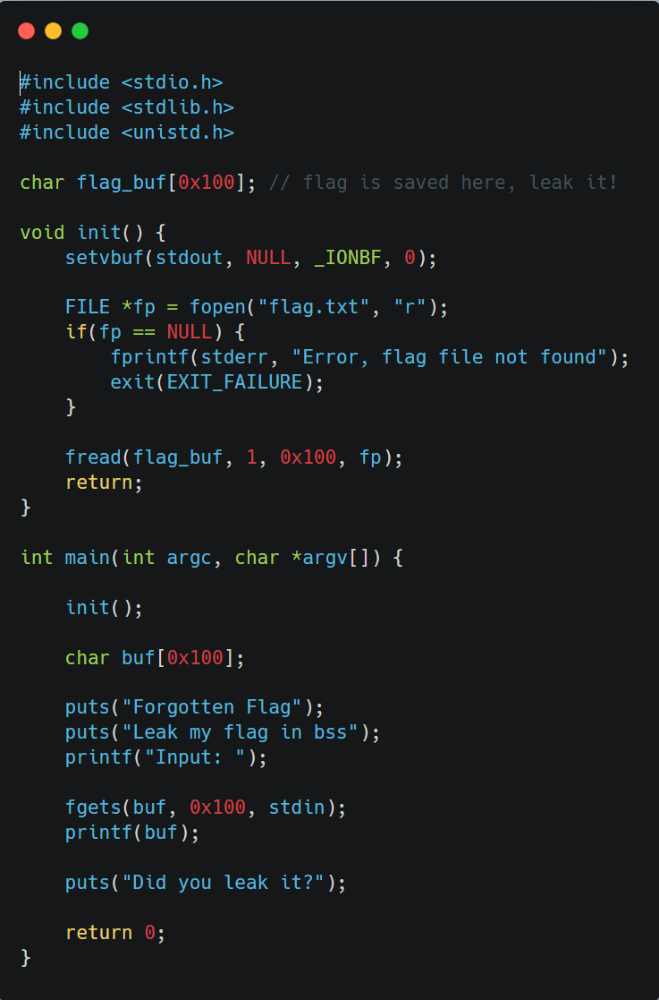 #include <stdio.h>
#include <stdlib.h>
#include <unistd.h>

char flag_buf[0x100]; // flag is saved here, leak it!

void init() {
    setvbuf(stdout, NULL, _IONBF, 0);

    FILE *fp = fopen("flag.txt", "r");
    if(fp == NULL) {
        fprintf(stderr, "Error, flag file not found");
        exit(EXIT_FAILURE);
    }

    fread(flag_buf, 1, 0x100, fp);
    return;
}

int main(int argc, char *argv[]) {

    init();

    char buf[0x100];

    puts("Forgotten Flag");
    puts("Leak my flag in bss");
    printf("Input: ");

    fgets(buf, 0x100, stdin);
    printf(buf);

    puts("Did you leak it?");

    return 0;
}